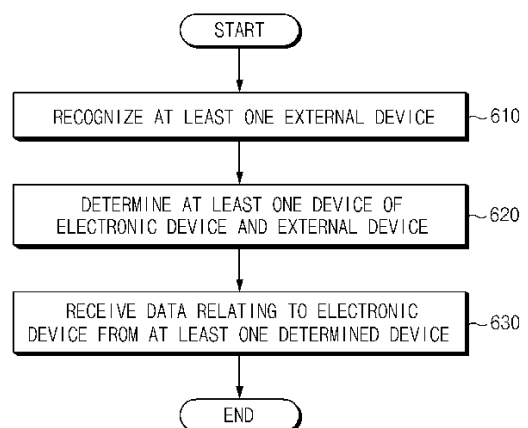 START
RECOGNIZE AT LEAST ONE EXTERNAL DEVICE
610
DETERMINE AT LEAST ONE DEVICE OF
ELECTRONIC DEVICE AND EXTERNAL DEVICE
620
RECEIVE DATA RELATING TO ELECTRONIC
DEVICE FROM AT LEAST ONE DETERMINED DEVICE
630
END